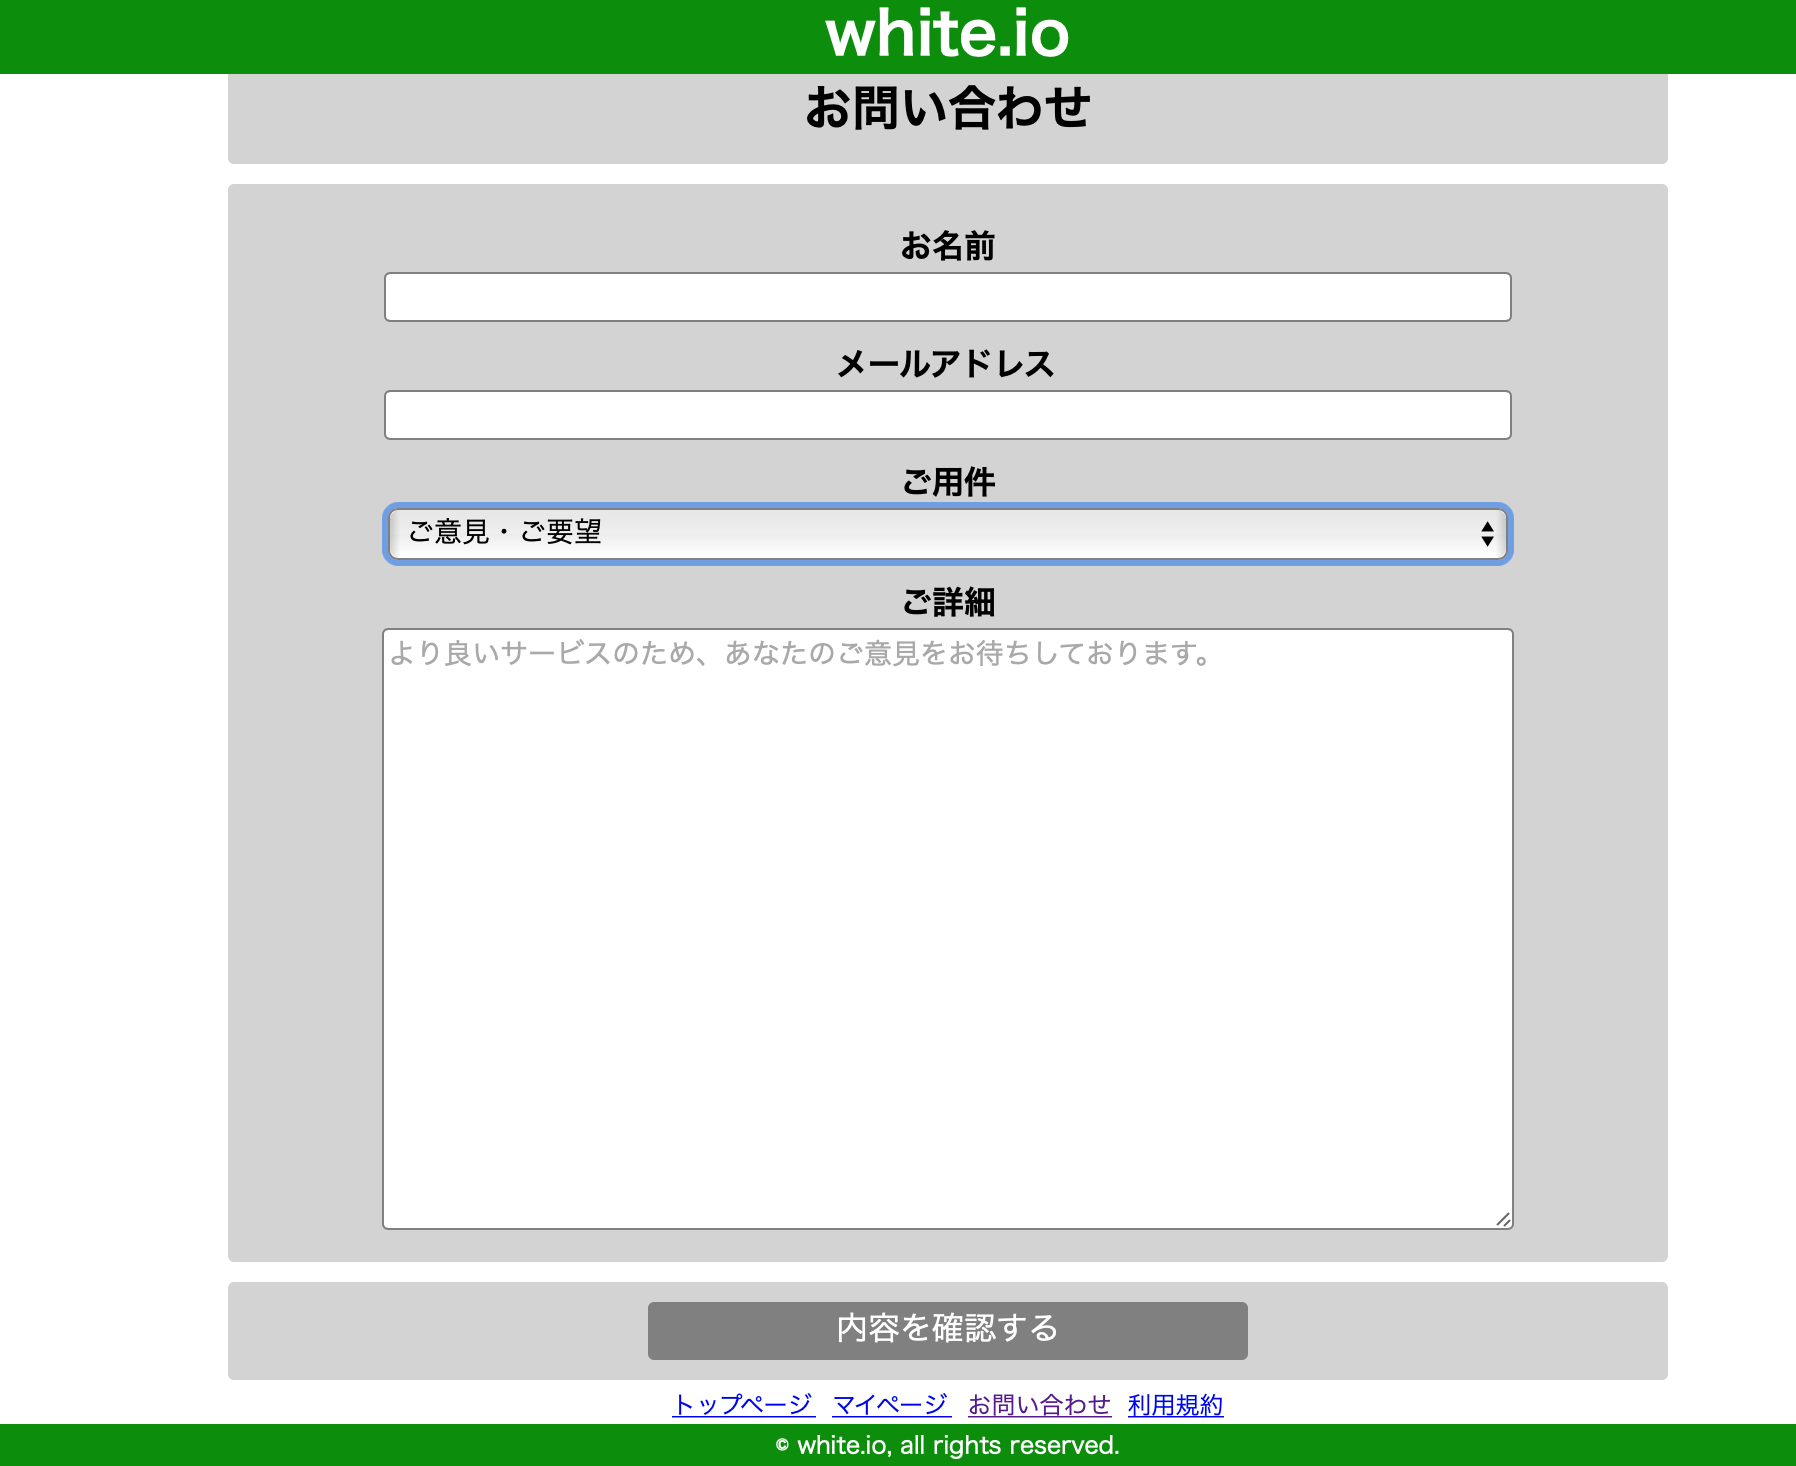 white.io
お問い合わせ
お名前
メールアドレス
ご用件
ご意見・ご要望
ご詳細
より良いサービスのため、あなたのご意見をお待ちしております。
内容を確認する
トップページ マイページ お問い合わせ 利用規約
© white.io, all rights reserved.